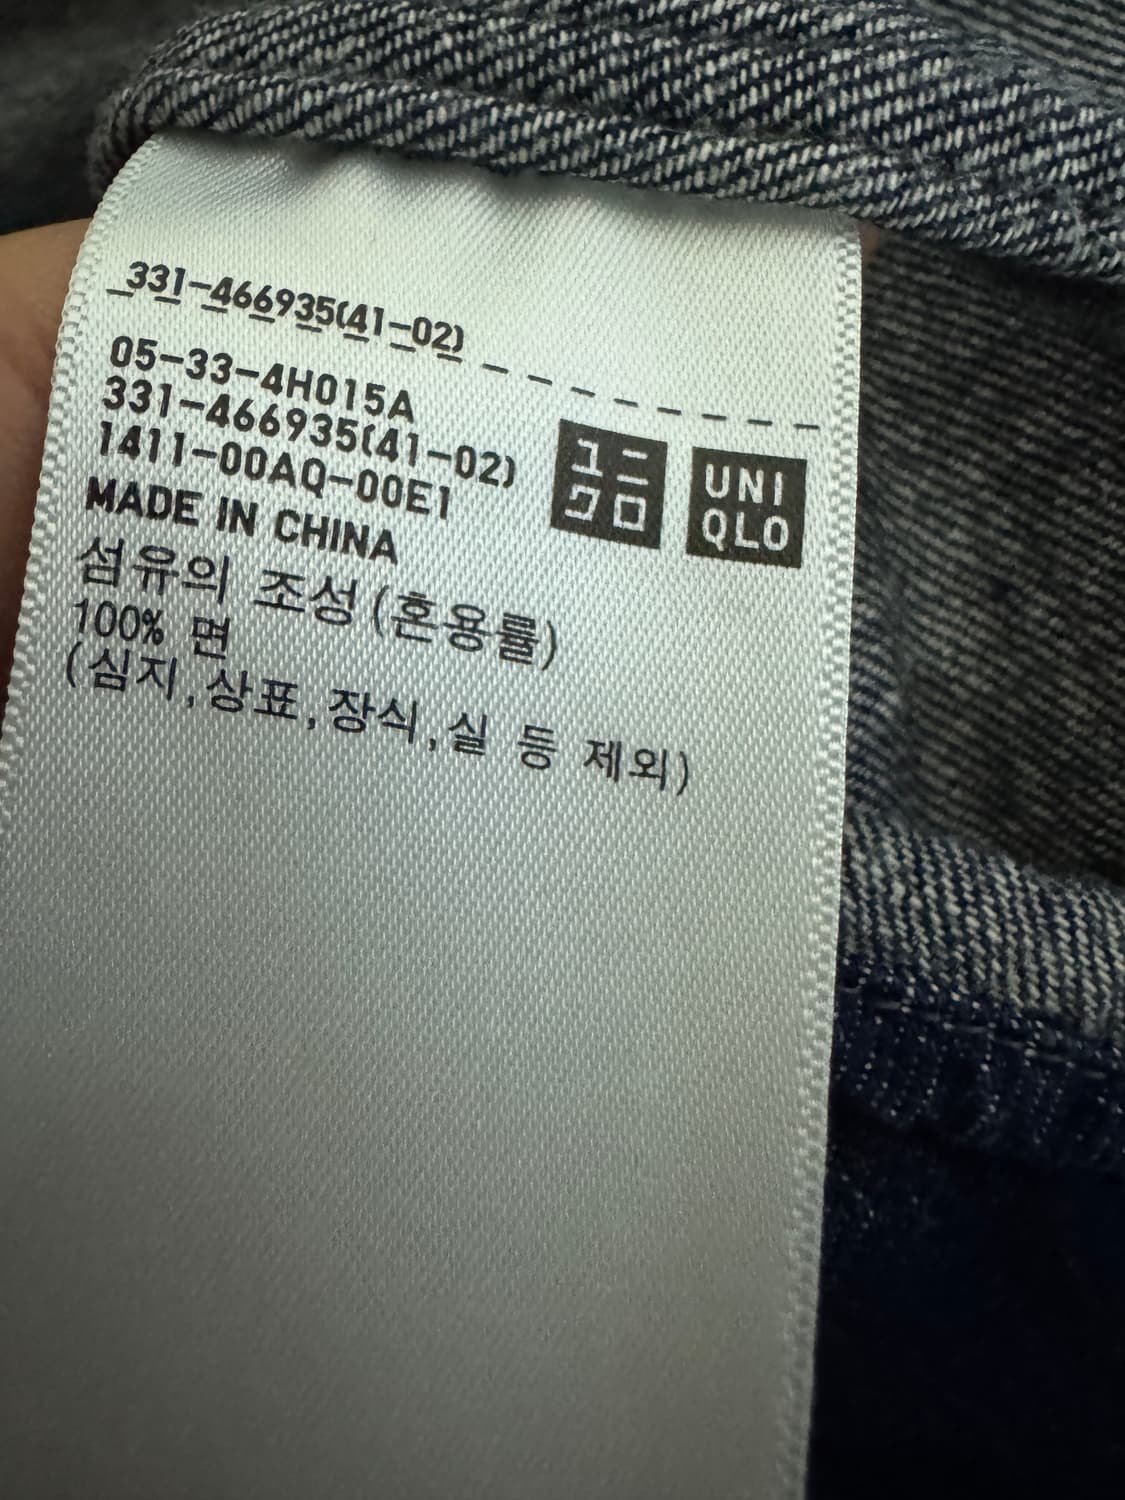 331-466935(41-02)
05-33-4H015A
331-466935(41-02)
1411-00AQ-00E1
MADE IN CHINA
ユニ
クロ
UNI
QLO
섬유의 조성(혼용률)
100% 면
(심지,상표,장식,실 등 제외)